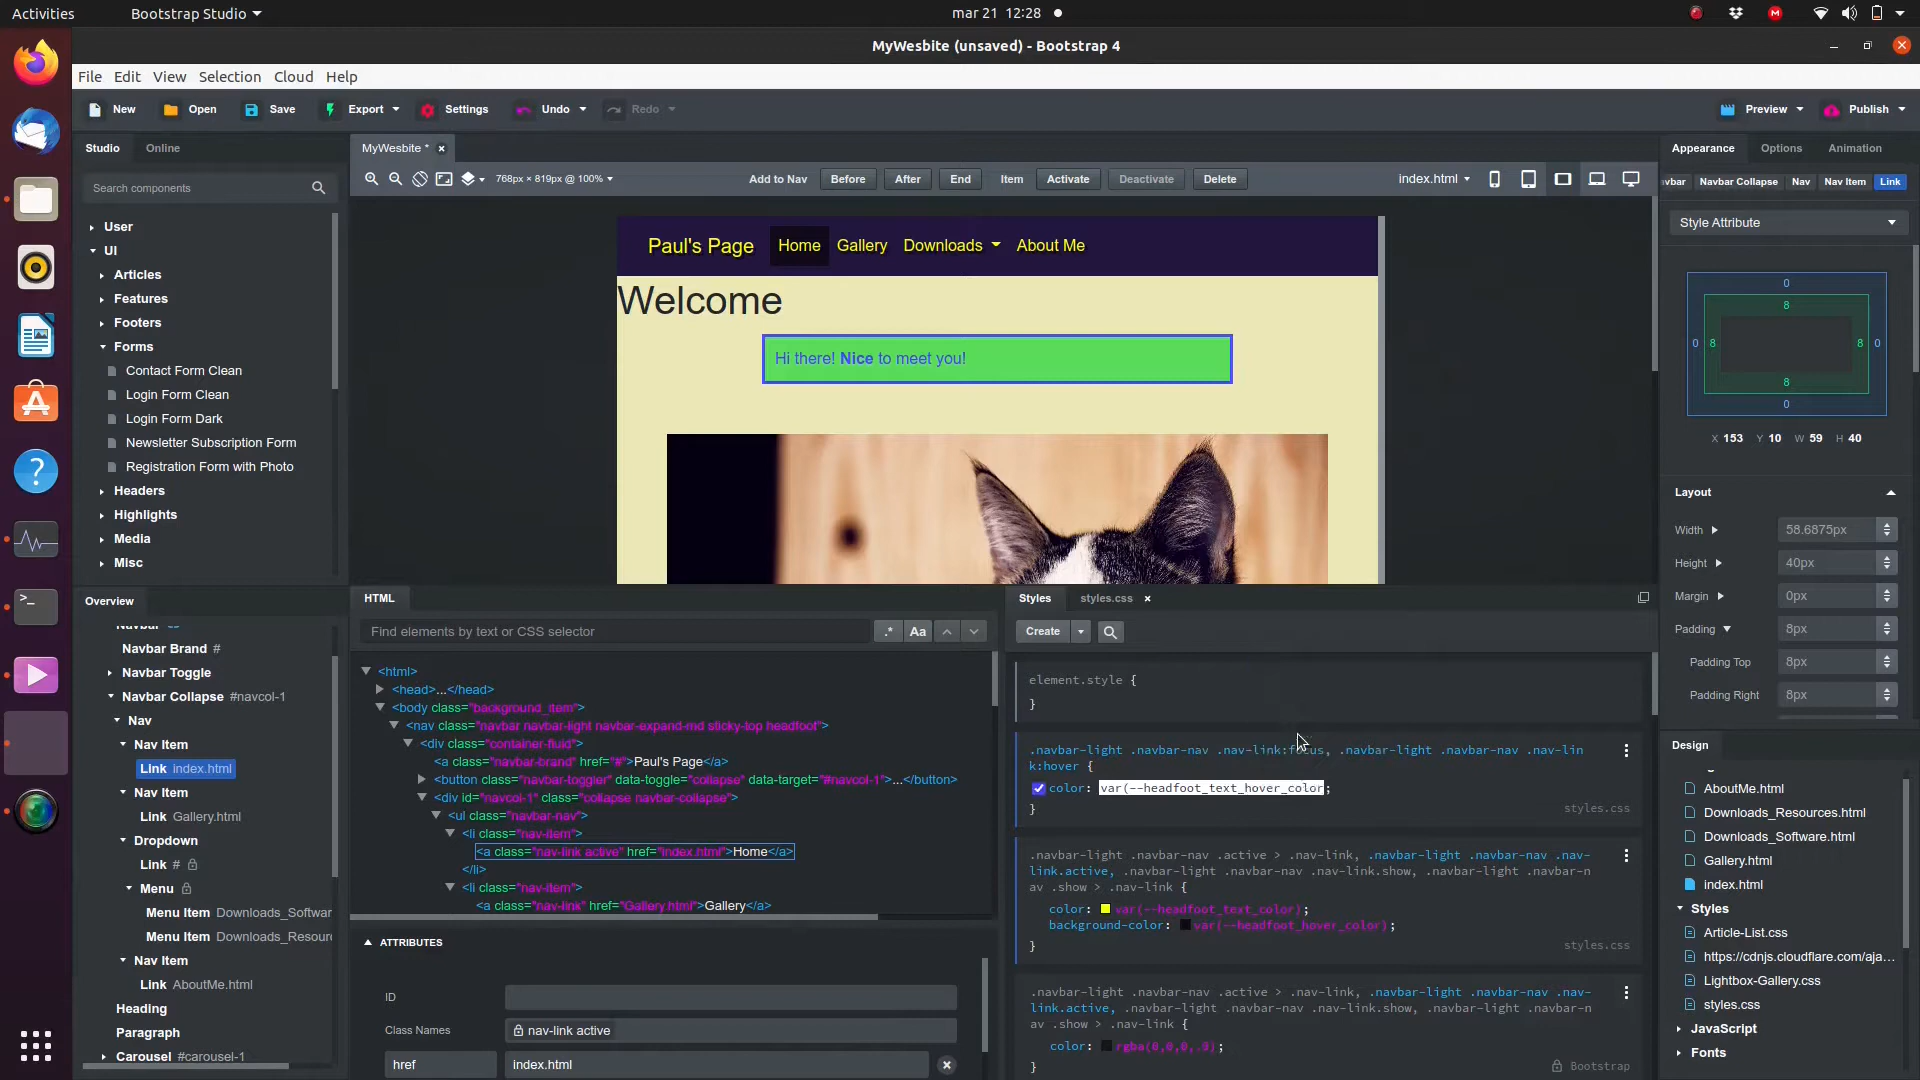 Activities
Bootstrap Studio
mar 21 12:28
MyWesbite (unsaved) - Bootstrap 4
File Edit View Selection Cloud Help
New Open Save Export Settings Undo Redo
Preview Publish
Studio Online
MyWesbite *
Appearance Options Animation
Search components
768px × 819px @ 100%
Add to Nav Before After End Item Activate Deactivate Delete
index.html
vbar Navbar Collapse Nav Nav Item Link
Style Attribute
User
UI
Articles
Features
Footers
Forms
Contact Form Clean
Login Form Clean
Login Form Dark
Newsletter Subscription Form
Registration Form with Photo
Headers
Highlights
Media
Misc
Paul's Page Home Gallery Downloads About Me
Welcome
Hi there! Nice to meet you!
0
8
0 8 8 0
8
0
X 153 Y 10 W 59 H 40
Layout
Width 58.6875px
Height 40px
Margin 0px
Padding 8px
Padding Top 8px
Padding Right 8px
Overview
Navbar
Navbar Brand #
Navbar Toggle
Navbar Collapse #navcol-1
Nav
Nav Item
Link index.html
Nav Item
Link Gallery.html
Dropdown
Link #
Menu
Menu Item Downloads_Softwar
Menu Item Downloads_Resour
Nav Item
Link AboutMe.html
Heading
Paragraph
Carousel #carousel-1
HTML
Find elements by text or CSS selector
.* Aa
<html>
<head>...</head>
<body class="background_item">
<nav class="navbar navbar-light navbar-expand-md sticky-top headfoot">
<div class="container-fluid">
<a class="navbar-brand" href="#">Paul's Page</a>
<button class="navbar-toggler" data-toggle="collapse" data-target="#navcol-1">...</button>
<div id="navcol-1" class="collapse navbar-collapse">
<ul class="navbar-nav">
<li class="nav-item">
<a class="nav-link active" href="index.html">Home</a>
</li>
<li class="nav-item">
<a class="nav-link" href="Gallery.html">Gallery</a>
ATTRIBUTES
ID
Class Names nav-link active
href index.html
Styles styles.css
Create
element.style {
}
.navbar-light .navbar-nav .nav-link:focus, .navbar-light .navbar-nav .nav-lin
k:hover {
color: var(--headfoot_text_hover_color;
}
styles.css
.navbar-light .navbar-nav .active > .nav-link, .navbar-light .navbar-nav .nav-
link.active, .navbar-light .navbar-nav .nav-link.show, .navbar-light .navbar-n
av .show > .nav-link {
color: var(--headfoot_text_color);
background-color: var(--headfoot_hover_color);
}
styles.css
.navbar-light .navbar-nav .active > .nav-link, .navbar-light .navbar-nav .nav-
link.active, .navbar-light .navbar-nav .nav-link.show, .navbar-light .navbar-n
av .show > .nav-link {
color: rgba(0,0,0,.9);
}
Bootstrap
Design
AboutMe.html
Downloads_Resources.html
Downloads_Software.html
Gallery.html
index.html
Styles
Article-List.css
https://cdnjs.cloudflare.com/aja...
Lightbox-Gallery.css
styles.css
JavaScript
Fonts